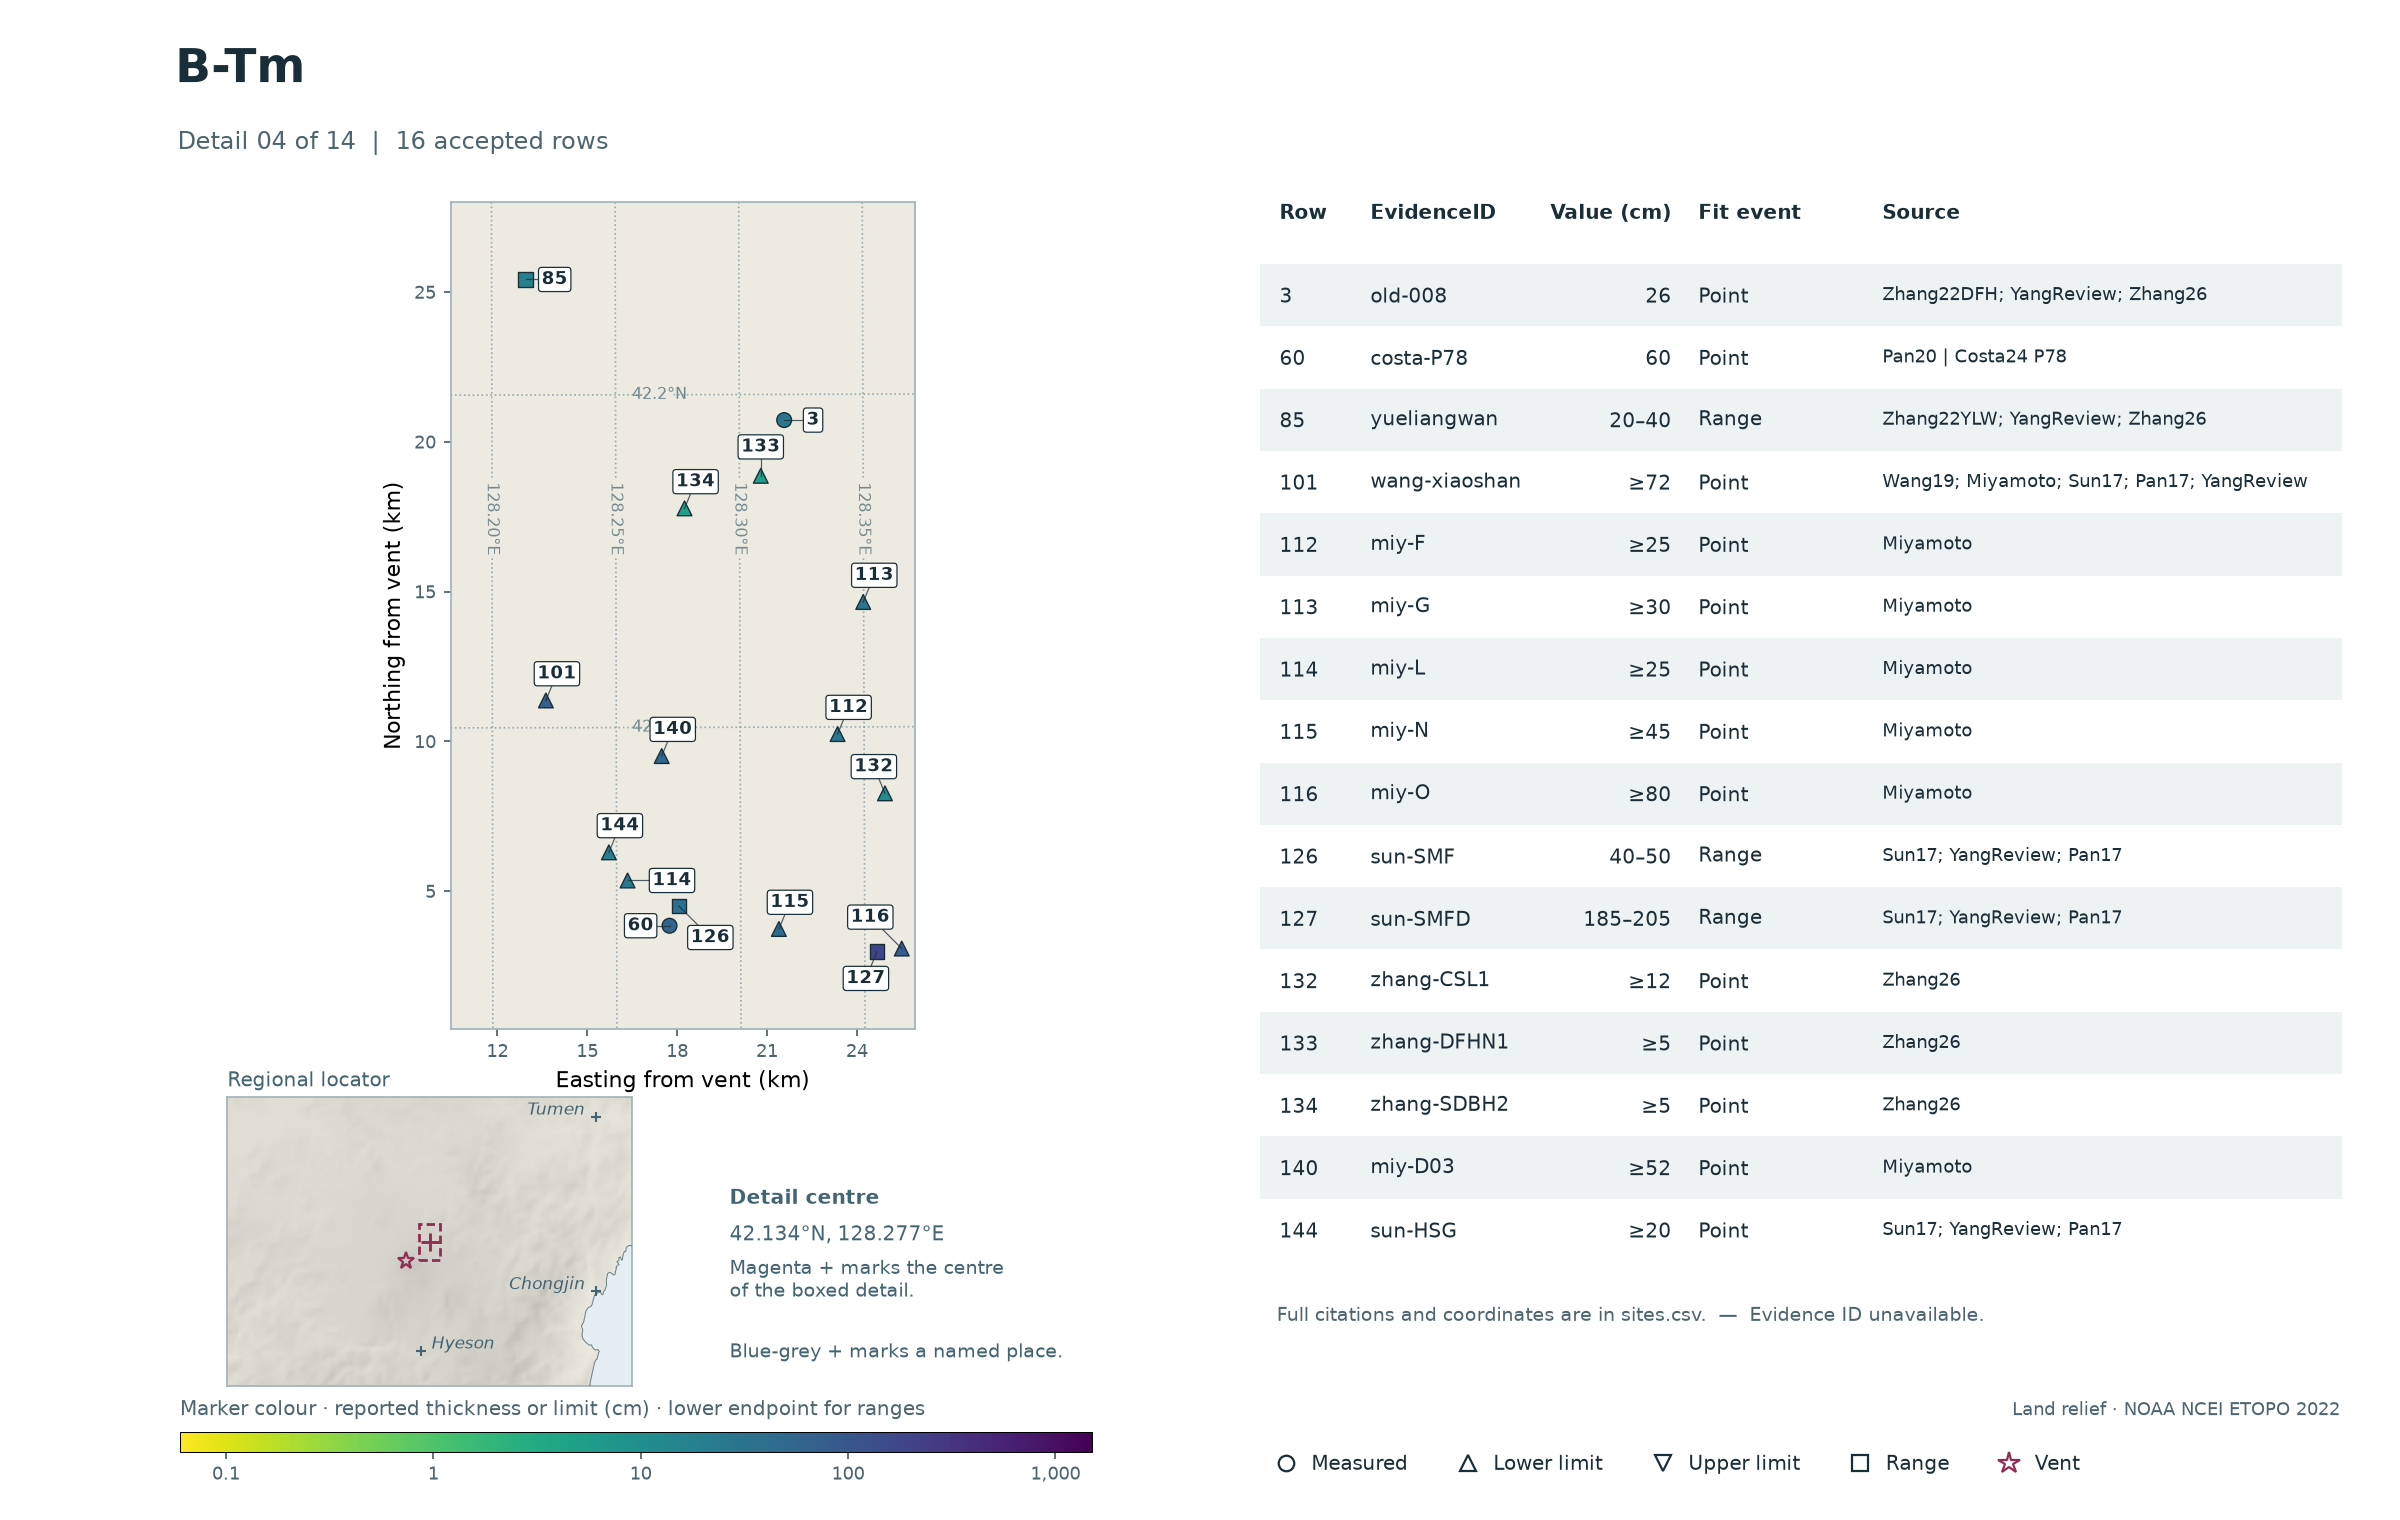 B-Tm
Detail 04 of 14 | 16 accepted rows
25
20
15
10
5
12
15
18
21
24
Northing from vent (km)
Easting from vent (km)
42.2°N
42
128.20°E
128.25°E
128.30°E
128.35°E
85
3
133
134
113
101
140
112
132
144
114
60
126
115
116
127
Regional locator
Tumen
Chongjin
Hyeson
Detail centre
42.134°N, 128.277°E
Magenta + marks the centre
of the boxed detail.
Blue-grey + marks a named place.
Marker colour · reported thickness or limit (cm) · lower endpoint for ranges
0.1 1 10 100 1,000
Row EvidenceID Value (cm) Fit event Source
3 old-008 26 Point Zhang22DFH; YangReview; Zhang26
60 costa-P78 60 Point Pan20 | Costa24 P78
85 yueliangwan 20–40 Range Zhang22YLW; YangReview; Zhang26
101 wang-xiaoshan ≥72 Point Wang19; Miyamoto; Sun17; Pan17; YangReview
112 miy-F ≥25 Point Miyamoto
113 miy-G ≥30 Point Miyamoto
114 miy-L ≥25 Point Miyamoto
115 miy-N ≥45 Point Miyamoto
116 miy-O ≥80 Point Miyamoto
126 sun-SMF 40–50 Range Sun17; YangReview; Pan17
127 sun-SMFD 185–205 Range Sun17; YangReview; Pan17
132 zhang-CSL1 ≥12 Point Zhang26
133 zhang-DFHN1 ≥5 Point Zhang26
134 zhang-SDBH2 ≥5 Point Zhang26
140 miy-D03 ≥52 Point Miyamoto
144 sun-HSG ≥20 Point Sun17; YangReview; Pan17
Full citations and coordinates are in sites.csv. — Evidence ID unavailable.
Land relief · NOAA NCEI ETOPO 2022
Measured Lower limit Upper limit Range Vent